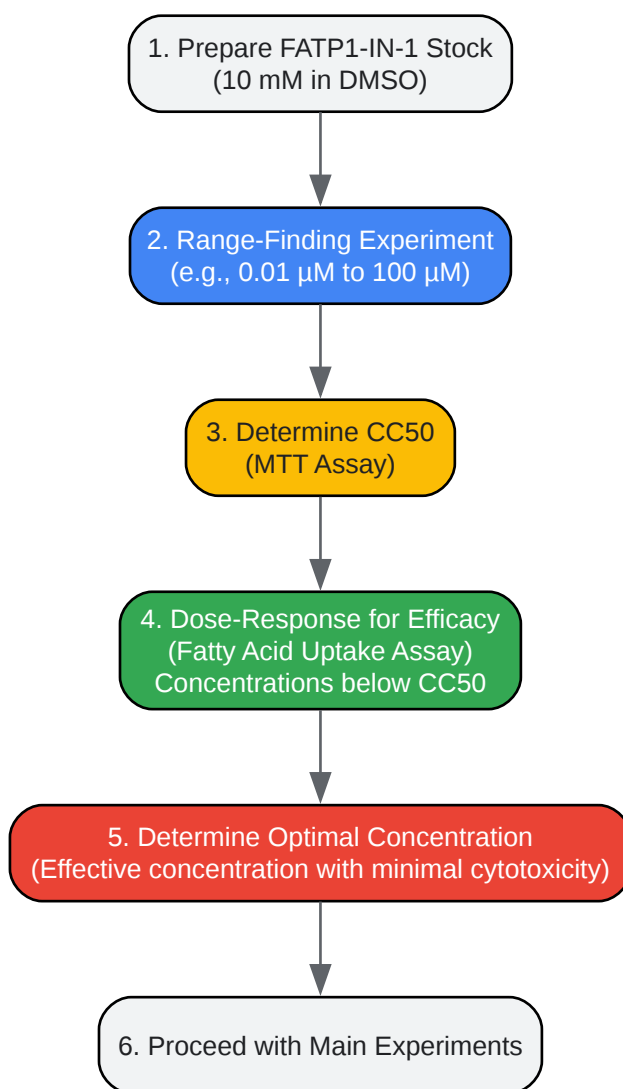 1. Prepare FATP1-IN-1 Stock
(10 mM in DMSO)
2. Range-Finding Experiment
(e.g., 0.01 µM to 100 µM)
3. Determine CC50
(MTT Assay)
4. Dose-Response for Efficacy
(Fatty Acid Uptake Assay)
Concentrations below CC50
5. Determine Optimal Concentration
(Effective concentration with minimal cytotoxicity)
6. Proceed with Main Experiments